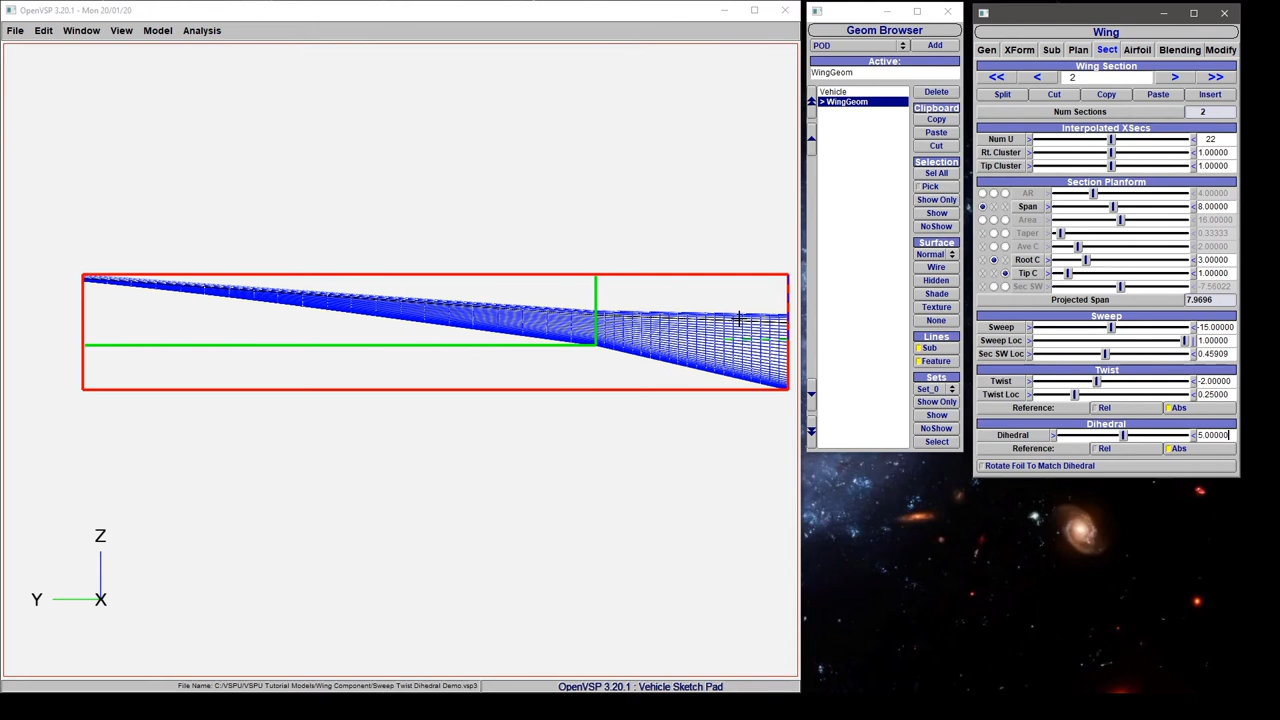 OpenVSP 3.20.1 - Mon 20/01/20
File Edit Window View Model Analysis
Z
Y
X
File Name: C:/VSPU/VSPU Tutorial Models/Wing Component/Sweep Twist Dihedral Demo.vsp3
OpenVSP 3.20.1 : Vehicle Sketch Pad
Geom Browser
POD Add
Active:
WingGeom
Vehicle
> WingGeom
Delete
Clipboard
Copy
Paste
Cut
Selection
Sel All
Pick
Show Only
Show
NoShow
Surface
Normal
Wire
Hidden
Shade
Texture
None
Lines
Sub
Feature
Sets
Set_0
Show Only
Show
NoShow
Select
Wing
Gen XForm Sub Plan Sect Airfoil Blending Modify
Wing Section
<< < 2 > >>
Split Cut Copy Paste Insert
Num Sections 2
Interpolated XSecs
Num U > < 22
Rt. Cluster > < 1.00000
Tip Cluster > < 1.00000
Section Planform
AR > < 4.00000
Span > < 8.00000
Area > < 16.00000
Taper > < 0.33333
Ave C > < 2.00000
Root C > < 3.00000
Tip C > < 1.00000
Sec SW > < -7.56022
Projected Span 7.9696
Sweep
Sweep > < -15.00000
Sweep Loc > < 1.00000
Sec SW Loc > < 0.45909
Twist
Twist > < -2.00000
Twist Loc > < 0.25000
Reference: Rel Abs
Dihedral
Dihedral > < 5.00000
Reference: Rel Abs
Rotate Foil To Match Dihedral